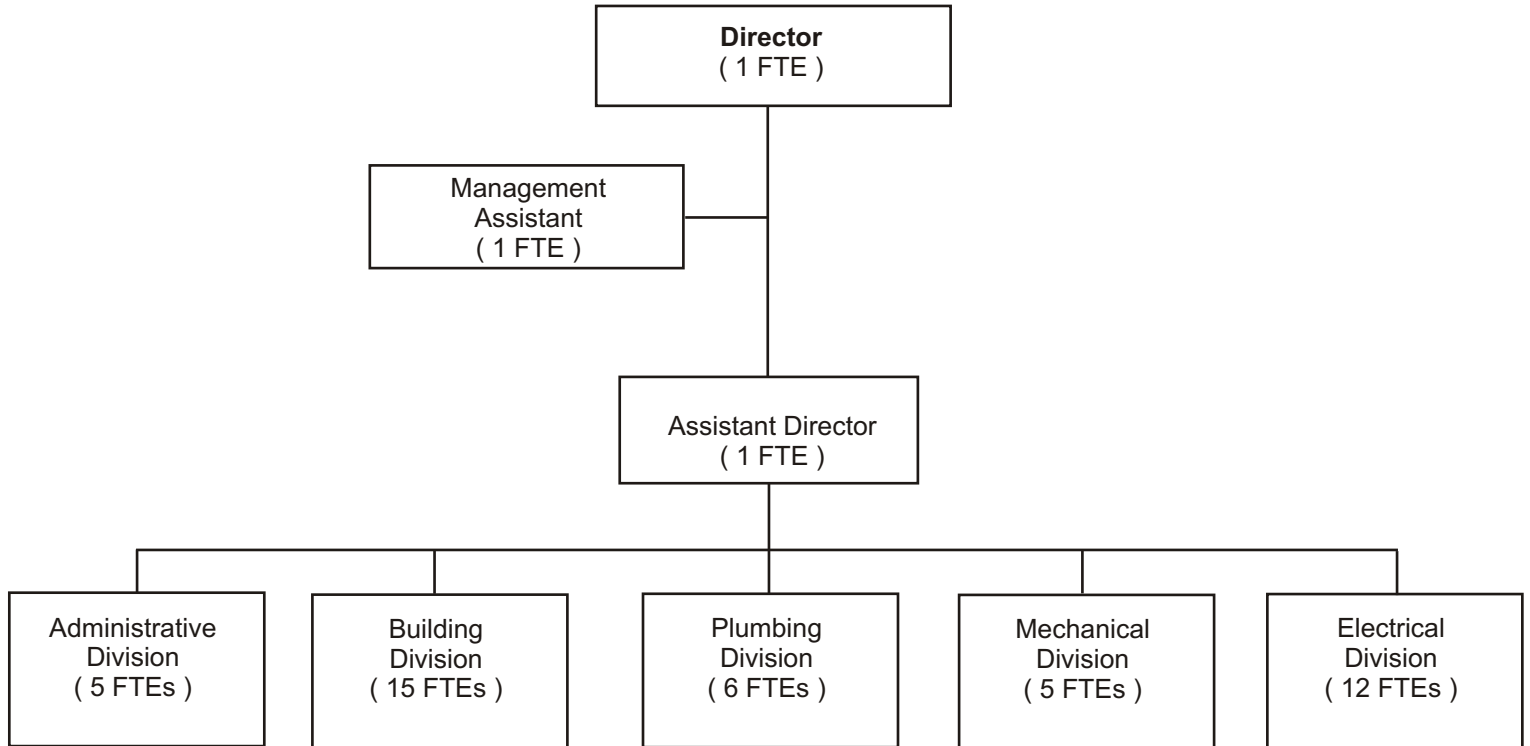 Director
( 1 FTE )
Management
Assistant
( 1 FTE )
Assistant Director
( 1 FTE )
Administrative
Division
( 5 FTEs )
Building
Division
( 15 FTEs )
Plumbing
Division
( 6 FTEs )
Mechanical
Division
( 5 FTEs )
Electrical
Division
( 12 FTEs )